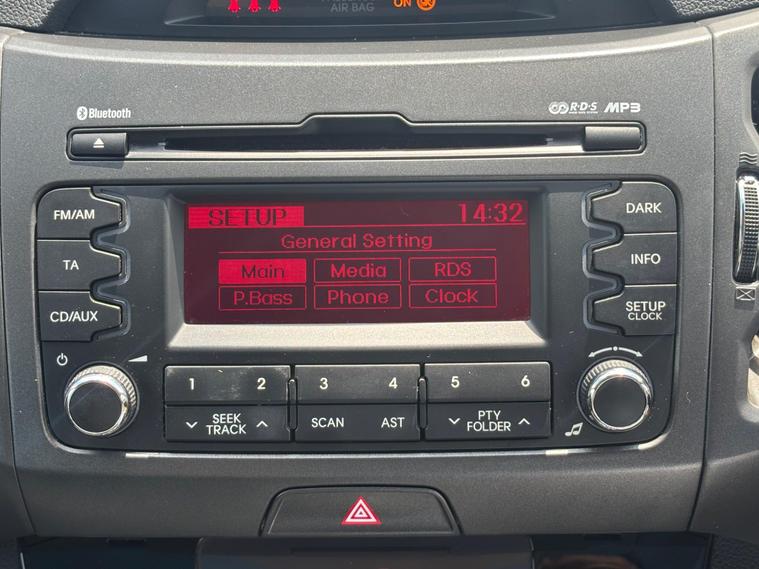 AIR BAG
ON
Bluetooth
R·D·S MP3
FM/AM
TA
CD/AUX
SETUP 14:32
General Setting
Main Media RDS
P.Bass Phone Clock
DARK
INFO
SETUP
CLOCK
1 2 3 4 5 6
SEEK
TRACK
SCAN AST
PTY
FOLDER